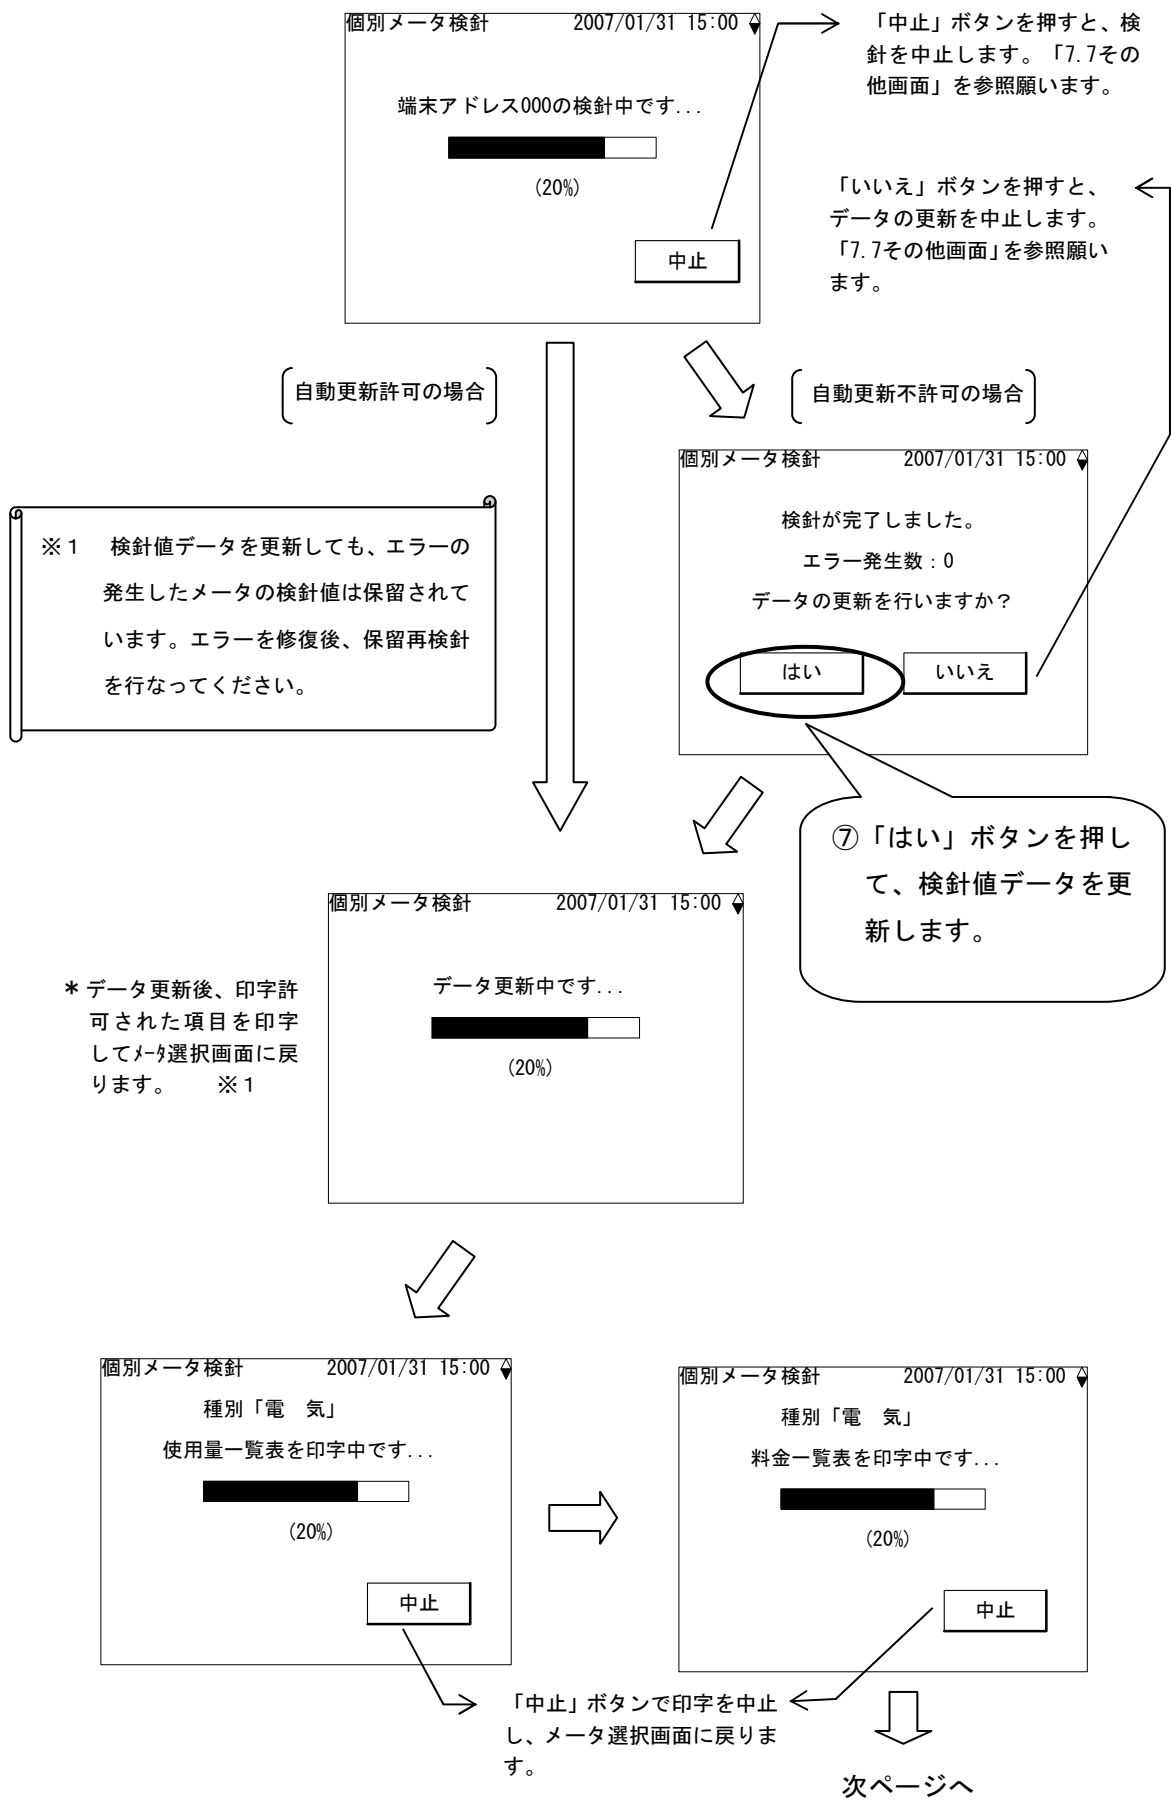 個別メータ検針 2007/01/31 15:00
端末アドレス000の検針中です...
(20%)
中止
「中止」ボタンを押すと、検
針を中止します。「7.7その
他画面」を参照願います。
「いいえ」ボタンを押すと、
データの更新を中止します。
「7.7その他画面」を参照願い
ます。
自動更新許可の場合
自動更新不許可の場合
個別メータ検針 2007/01/31 15:00
検針が完了しました。
エラー発生数：0
データの更新を行いますか？
はい いいえ
※１ 検針値データを更新しても、エラーの
発生したメータの検針値は保留されて
います。エラーを修復後、保留再検針
を行なってください。
⑦「はい」ボタンを押し
て、検針値データを更
新します。
個別メータ検針 2007/01/31 15:00
データ更新中です...
(20%)
＊データ更新後、印字許
可された項目を印字
してﾒｰﾀ選択画面に戻
ります。 ※１
個別メータ検針 2007/01/31 15:00
種別「電 気」
使用量一覧表を印字中です...
(20%)
中止
個別メータ検針 2007/01/31 15:00
種別「電 気」
料金一覧表を印字中です...
(20%)
中止
「中止」ボタンで印字を中止
し、メータ選択画面に戻りま
す。
次ページへ